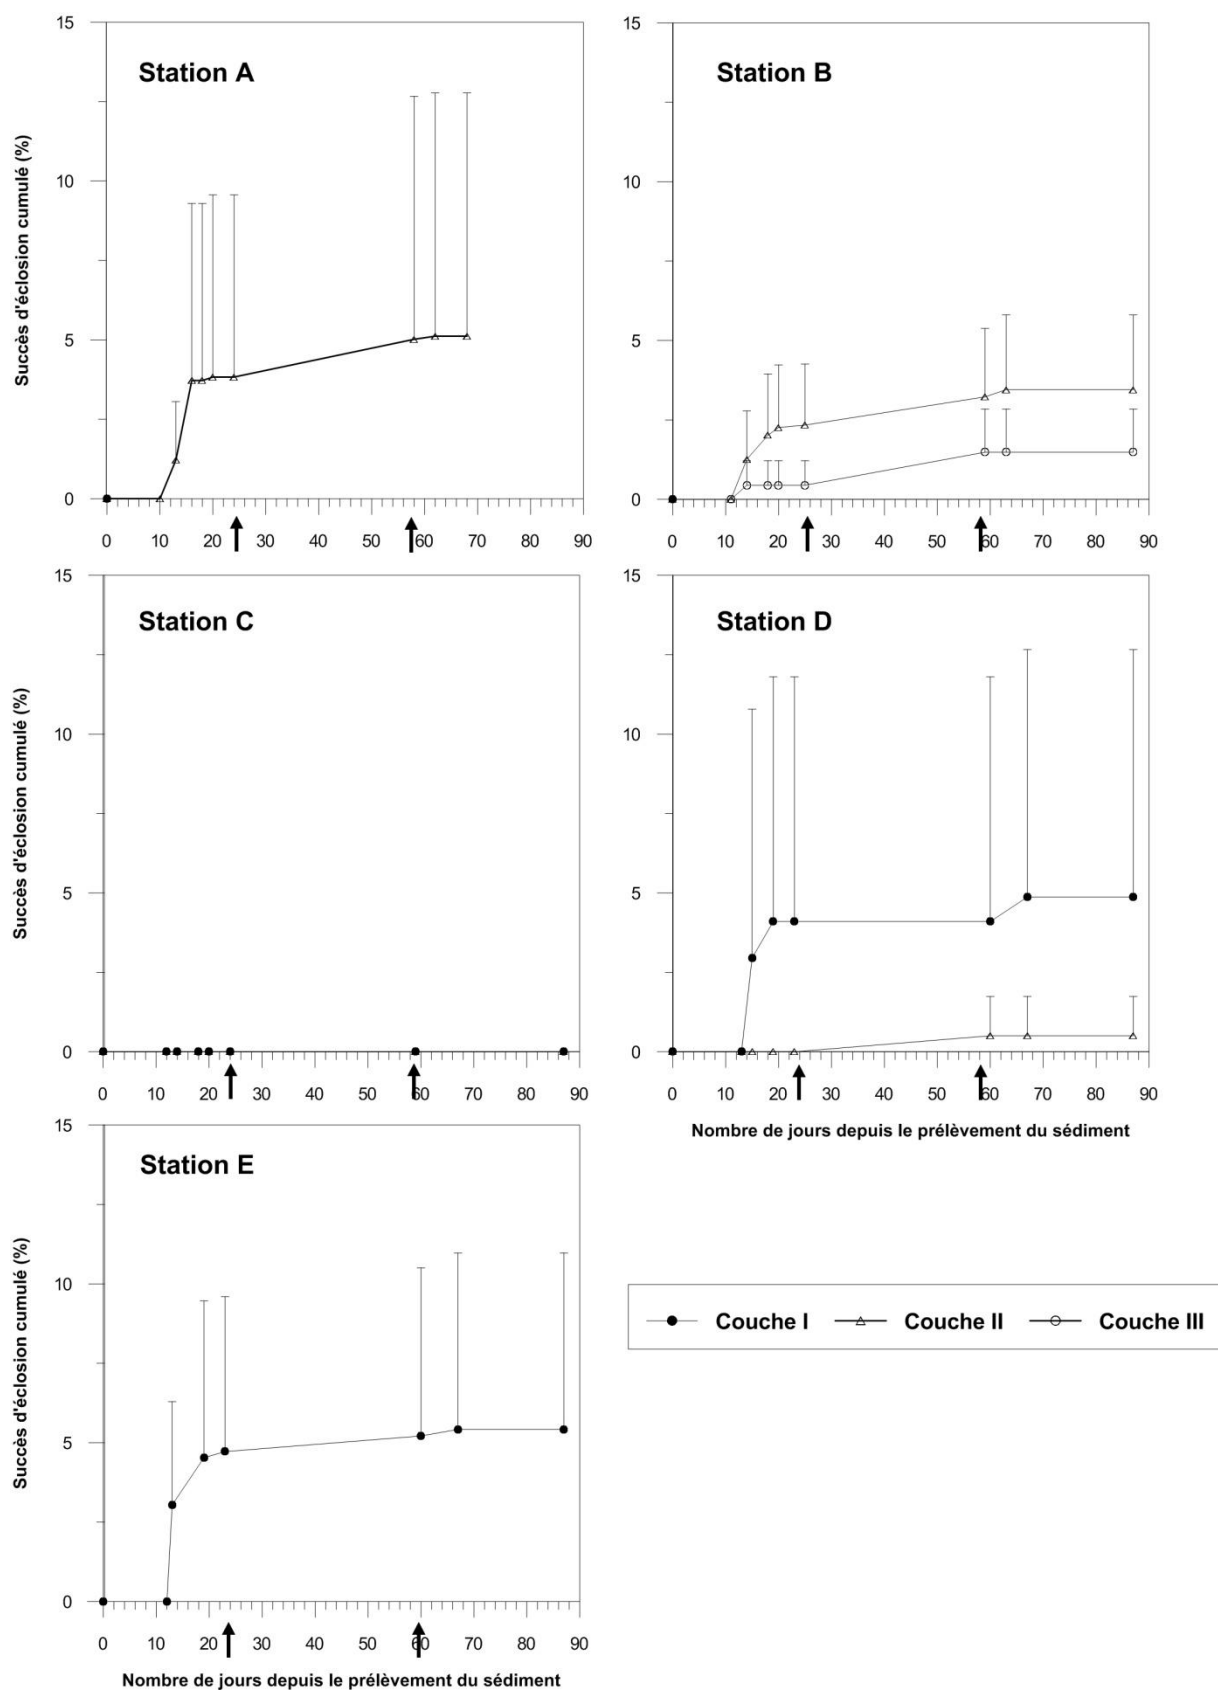 Station A
Succès d'éclosion cumulé (%)
15
10
5
0
0 10 20 30 40 50 60 70 80 90
Station B
15
10
5
0
0 10 20 30 40 50 60 70 80 90
Station C
Succès d'éclosion cumulé (%)
15
10
5
0
0 10 20 30 40 50 60 70 80 90
Station D
15
10
5
0
0 10 20 30 40 50 60 70 80 90
Nombre de jours depuis le prélèvement du sédiment
Station E
Succès d'éclosion cumulé (%)
15
10
5
0
0 10 20 30 40 50 60 70 80 90
Nombre de jours depuis le prélèvement du sédiment
Couche I Couche II Couche III